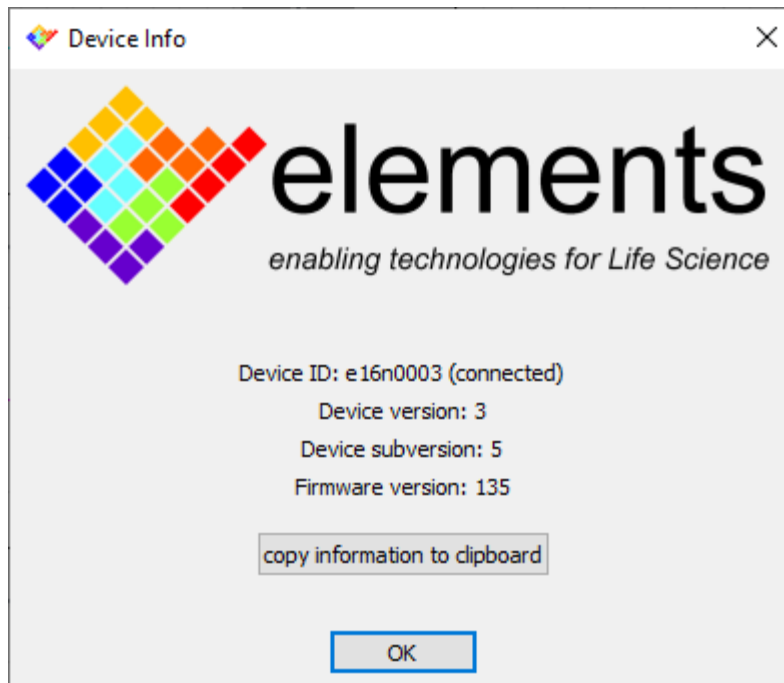 Device Info
elements
enabling technologies for Life Science
Device ID: e16n0003 (connected)
Device version: 3
Device subversion: 5
Firmware version: 135
copy information to clipboard
OK